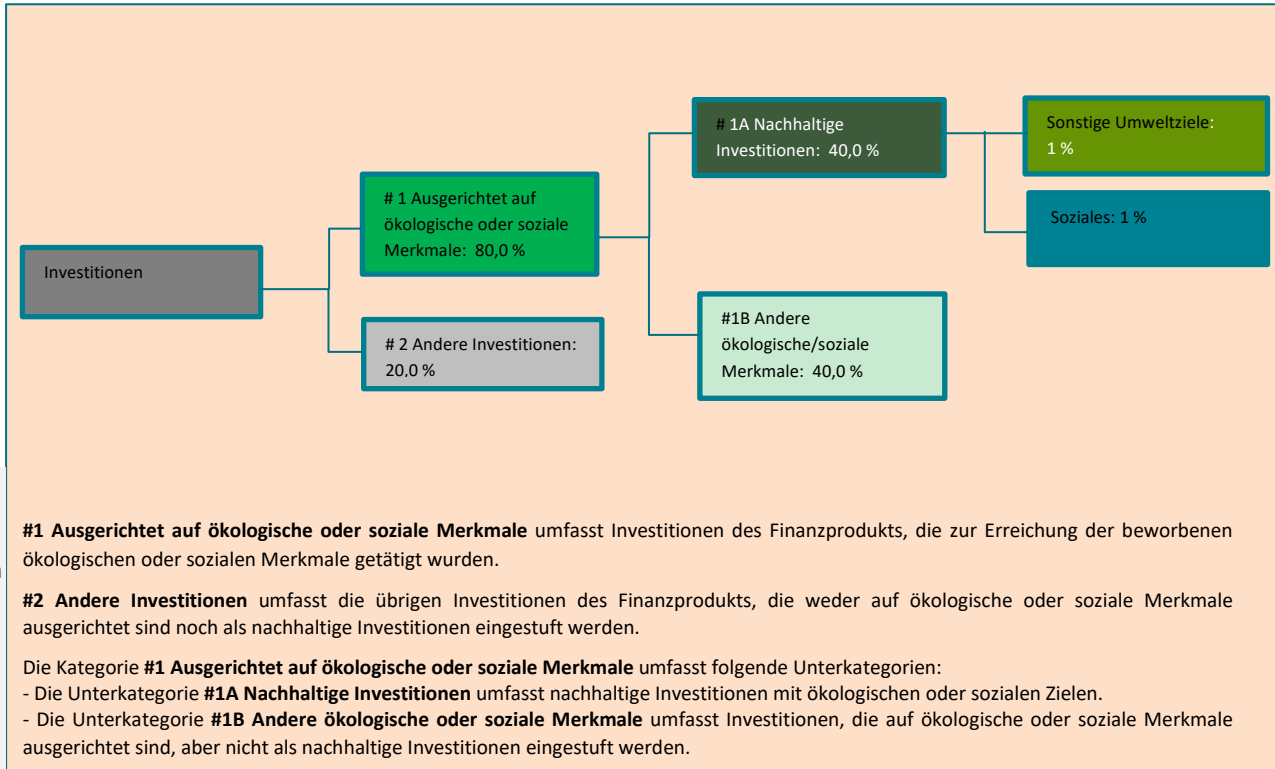 Investitionen
# 1 Ausgerichtet auf
ökologische oder soziale
Merkmale: 80,0 %
# 2 Andere Investitionen:
20,0 %
# 1A Nachhaltige
Investitionen: 40,0 %
#1B Andere
ökologische/soziale
Merkmale: 40,0 %
Sonstige Umweltziele:
1 %
Soziales: 1 %
#1 Ausgerichtet auf ökologische oder soziale Merkmale umfasst Investitionen des Finanzprodukts, die zur Erreichung der beworbenen
ökologischen oder sozialen Merkmale getätigt wurden.
#2 Andere Investitionen umfasst die übrigen Investitionen des Finanzprodukts, die weder auf ökologische oder soziale Merkmale
ausgerichtet sind noch als nachhaltige Investitionen eingestuft werden.
Die Kategorie #1 Ausgerichtet auf ökologische oder soziale Merkmale umfasst folgende Unterkategorien:
- Die Unterkategorie #1A Nachhaltige Investitionen umfasst nachhaltige Investitionen mit ökologischen oder sozialen Zielen.
- Die Unterkategorie #1B Andere ökologische oder soziale Merkmale umfasst Investitionen, die auf ökologische oder soziale Merkmale
ausgerichtet sind, aber nicht als nachhaltige Investitionen eingestuft werden.